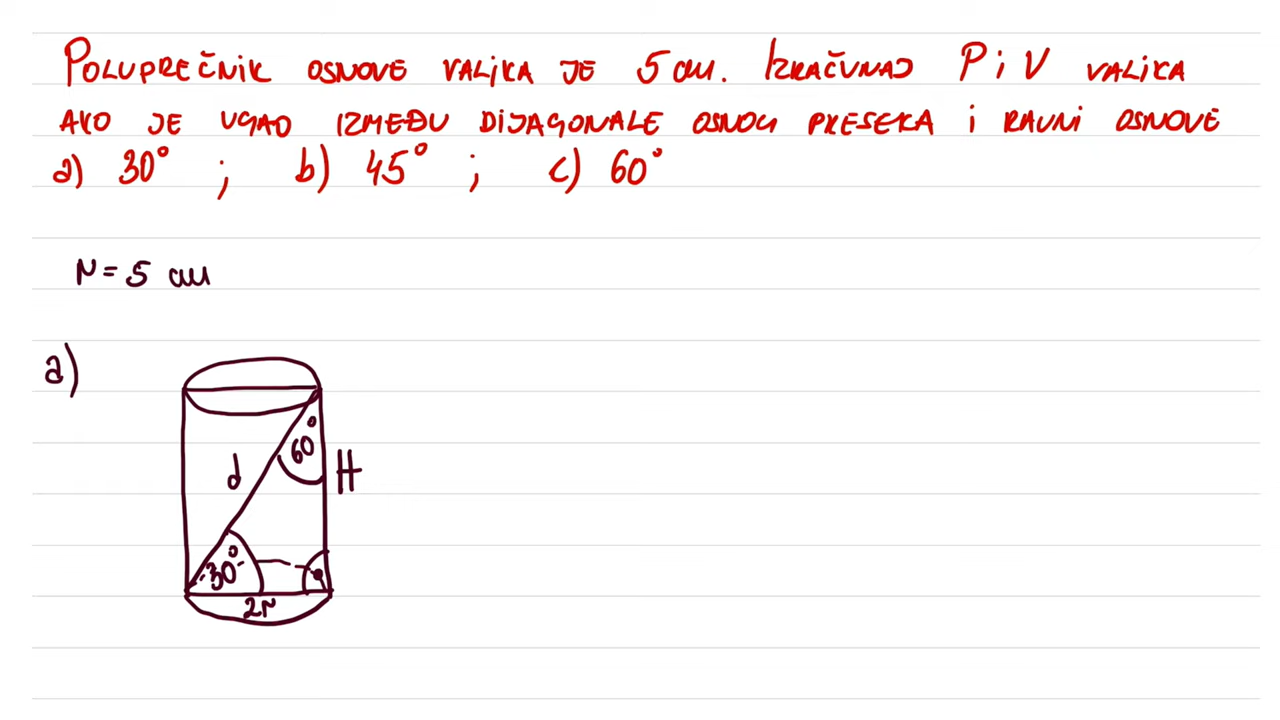 POLUPREČNIK OSNOVE VALJKA JE 5 cm. IZRAČUNAJ P i V VALJKA
AKO JE UGAO IZMEĐU DIJAGONALE OSNOG PRESEKA I RAVNI OSNOVE
a) 30° ; b) 45° ; c) 60°
r = 5 cm
a)
60°
d
H
30°
2r